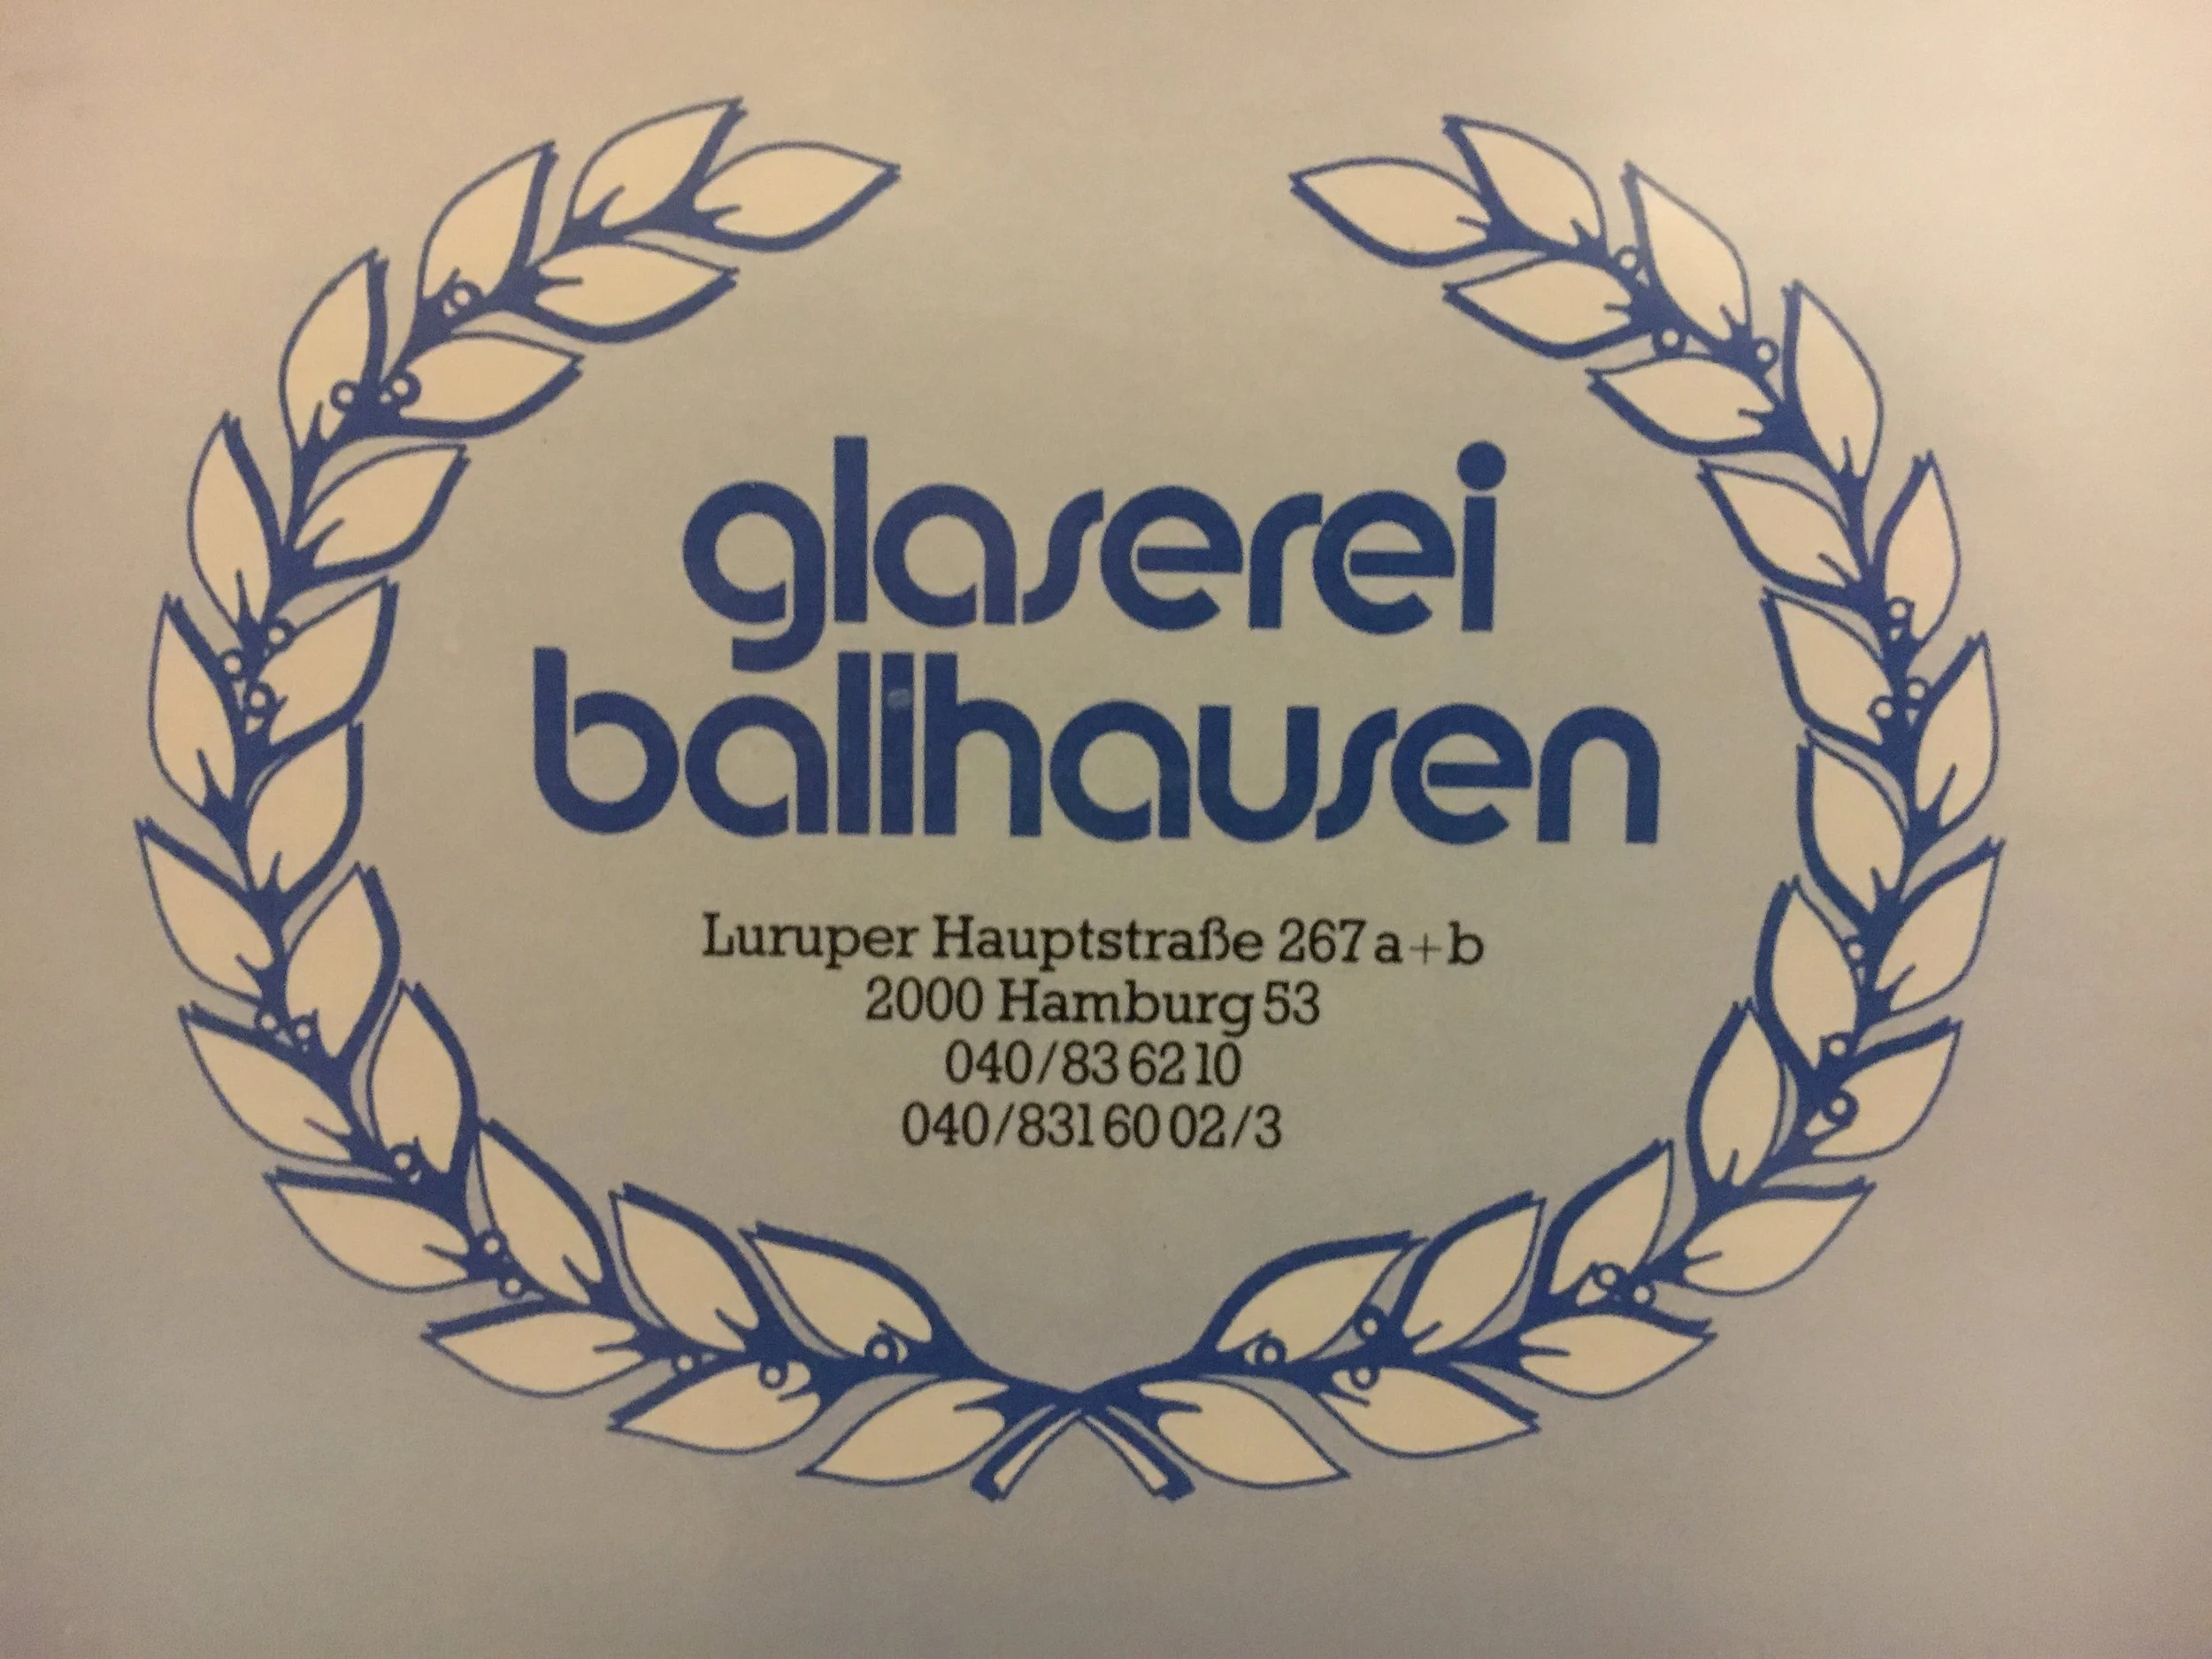 glaserei
ballhausen
Luruper Hauptstraße 267 a+b
2000 Hamburg 53
040/83 62 10
040/831 60 02/3